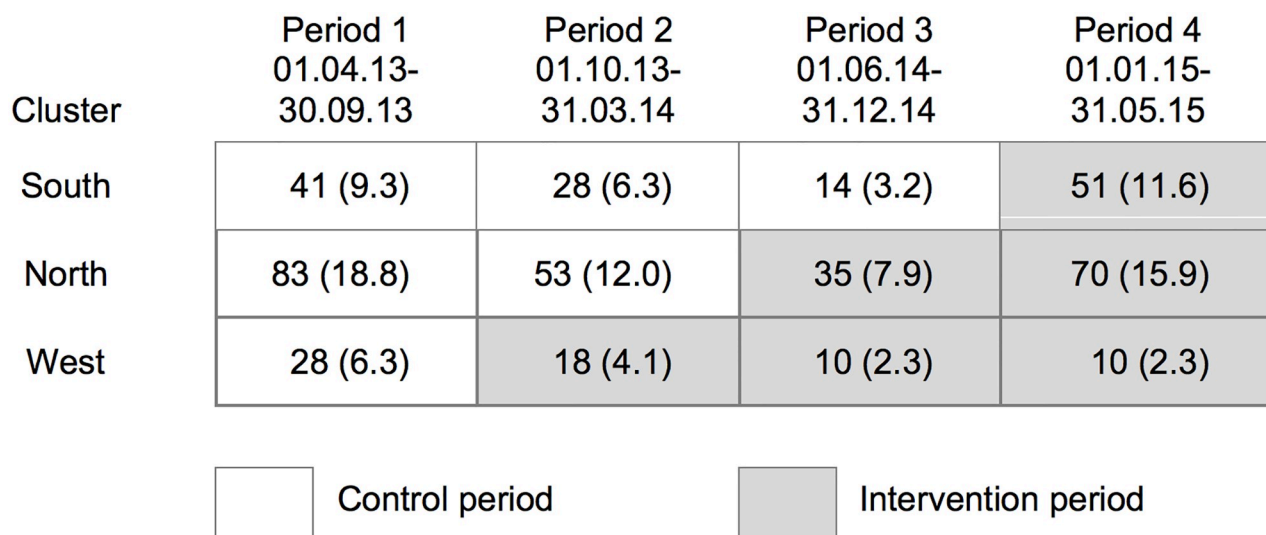 Period 1 Period 2 Period 3 Period 4
01.04.13- 01.10.13- 01.06.14- 01.01.15-
Cluster 30.09.13 31.03.14 31.12.14 31.05.15
South 41 (9.3) 28 (6.3) 14 (3.2) 51 (11.6)
North 83 (18.8) 53 (12.0) 35 (7.9) 70 (15.9)
West 28 (6.3) 18 (4.1) 10 (2.3) 10 (2.3)
Control period Intervention period